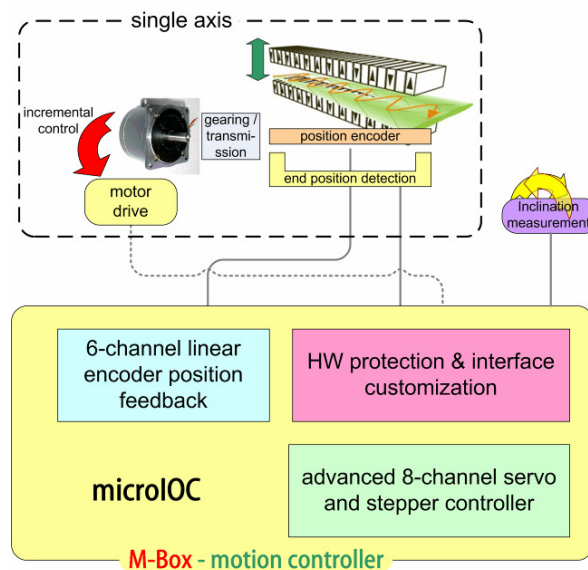 single axis
incremental
control
gearing /
transmi-
ssion
position encoder
end position detection
motor
drive
Inclination
measurement
6-channel linear
encoder position
feedback
HW protection & interface
customization
microIOC
advanced 8-channel servo
and stepper controller
M-Box - motion controller